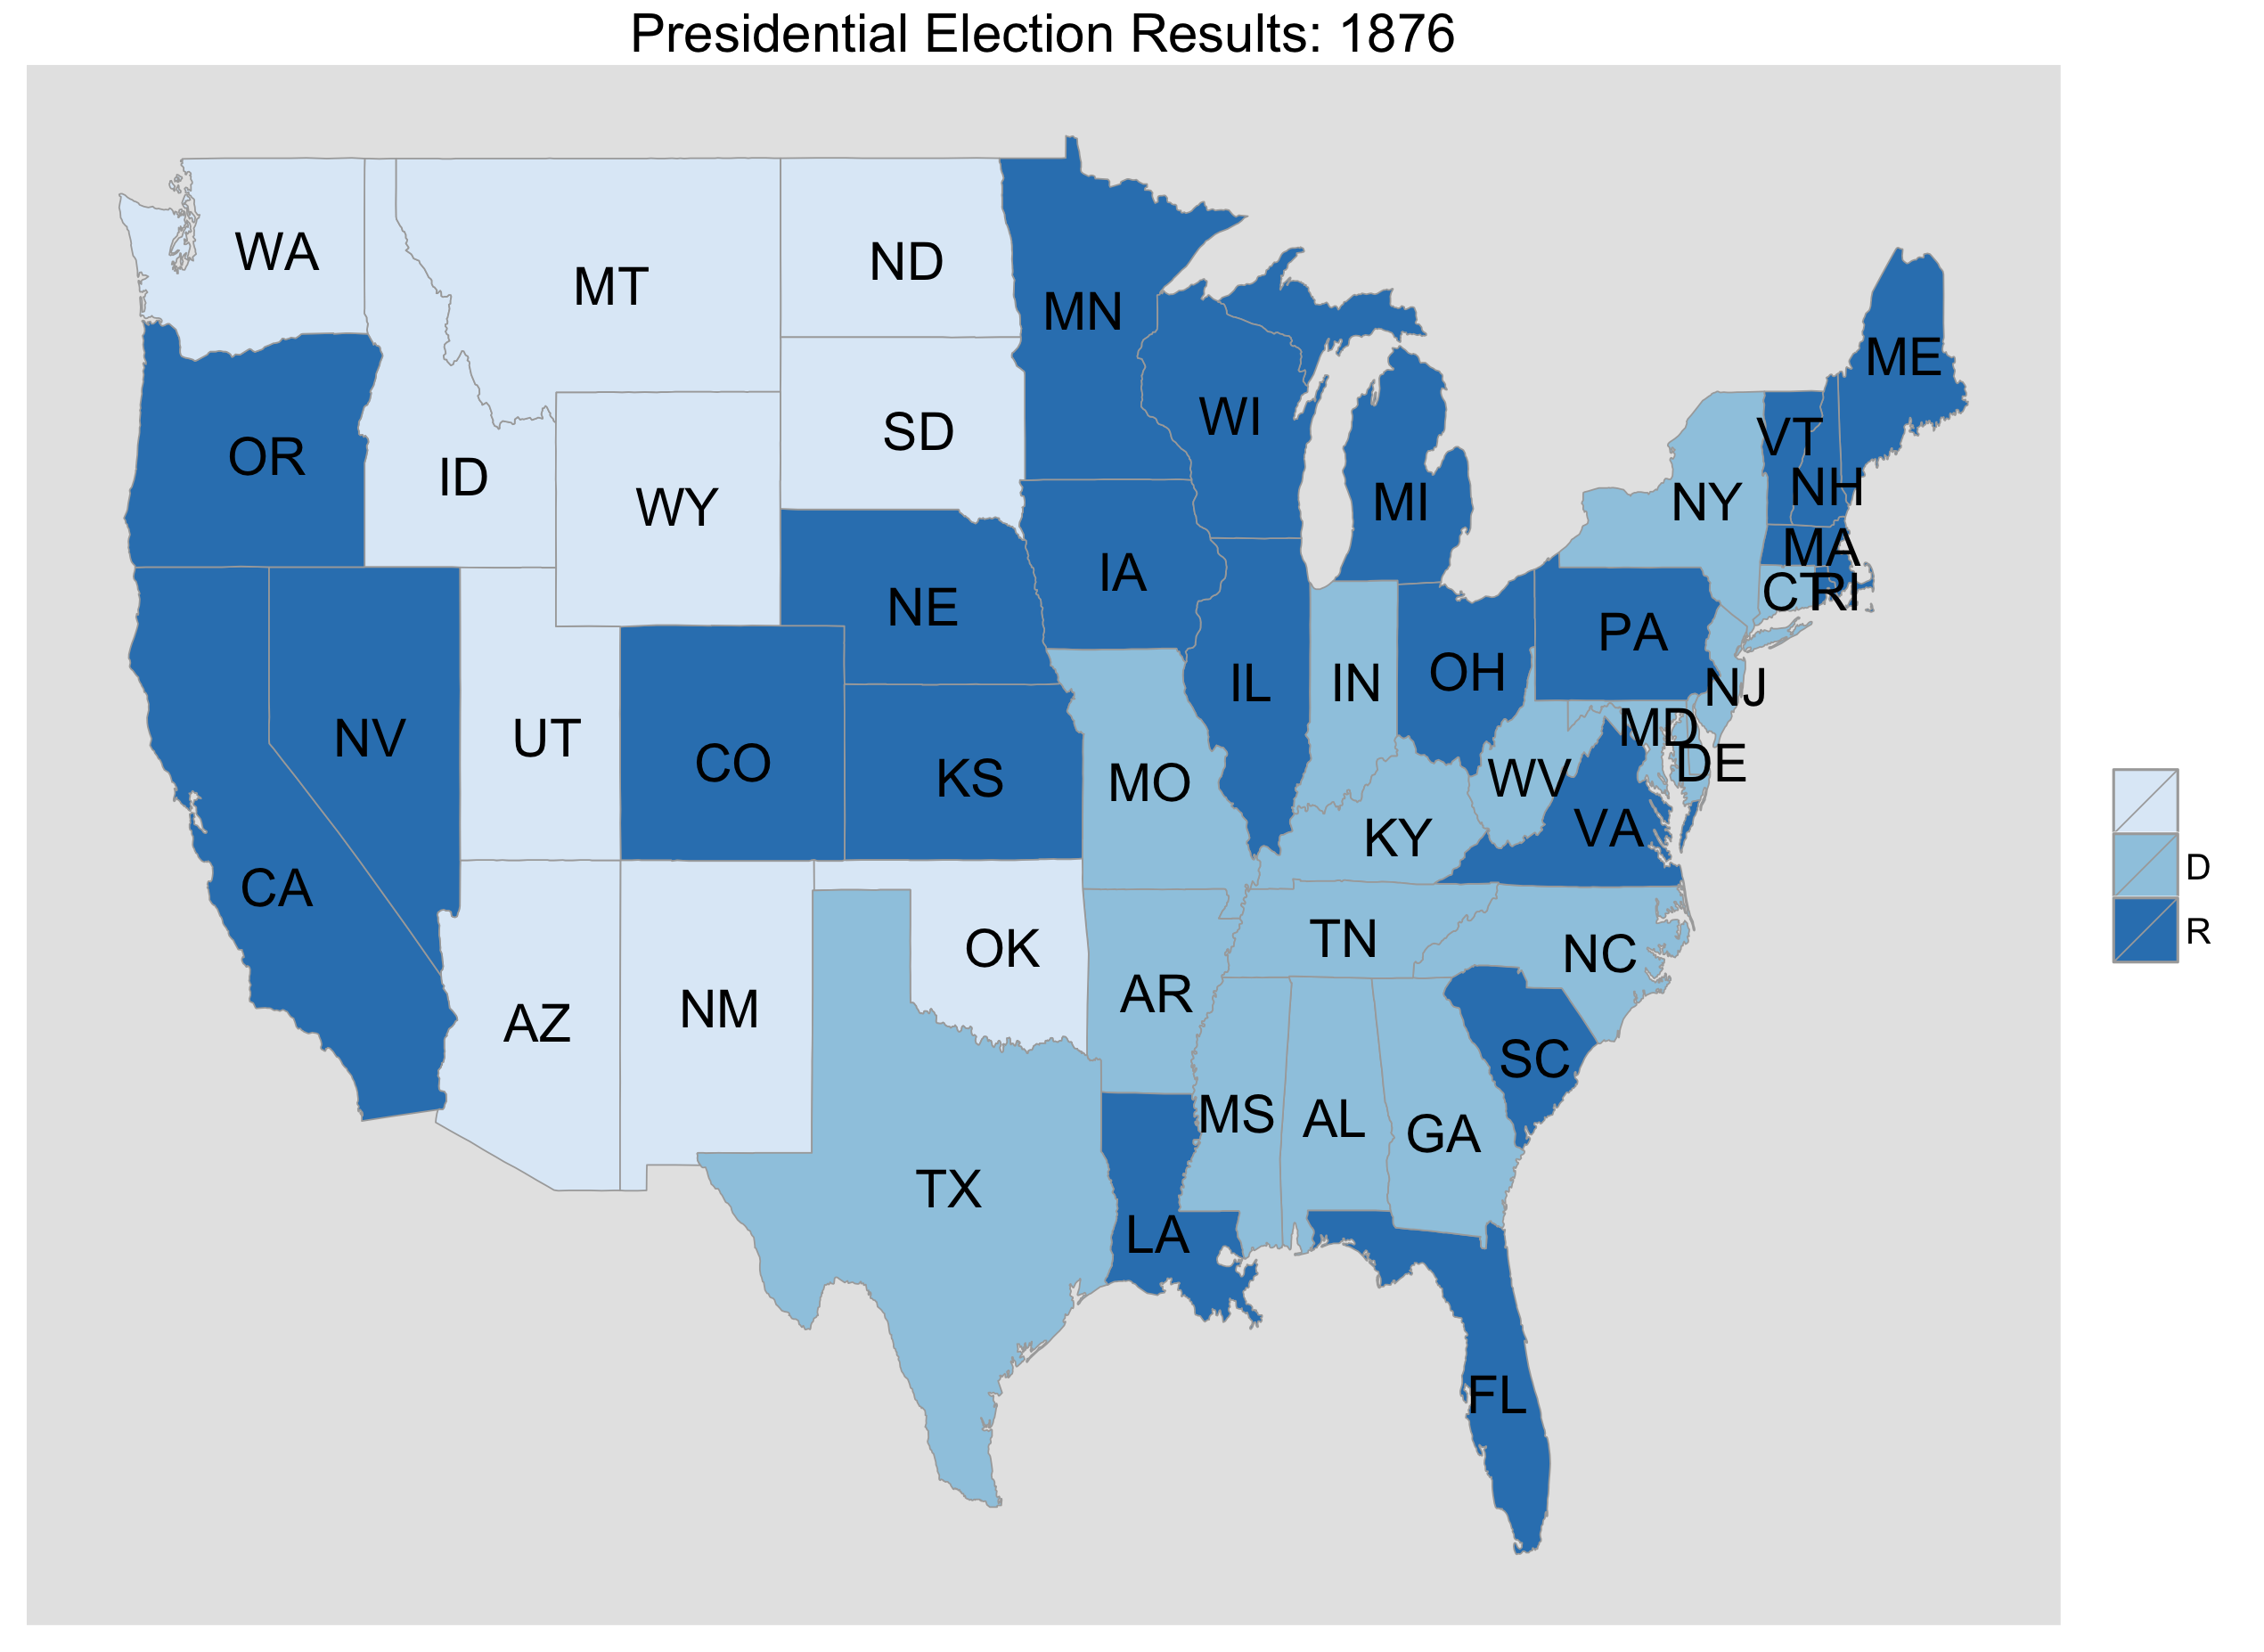 Presidential Election Results: 1876
WA
MT
ND
MN
ME
OR
ID
SD
WI
VT
WY
NH
NY
MI
MA
IA
NE
CT
RI
PA
IL
IN
OH
NJ
NV
UT
MD
CO
DE
KS
MO
WV
VA
KY
D
CA
R
TN
OK
NC
AR
NM
AZ
SC
MS
AL
GA
TX
LA
FL